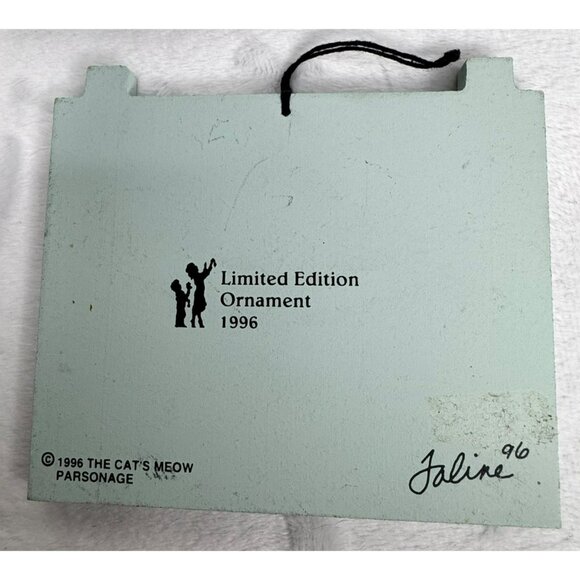 Limited Edition
Ornament
1996
© 1996 THE CAT'S MEOW
PARSONAGE
Faline 96